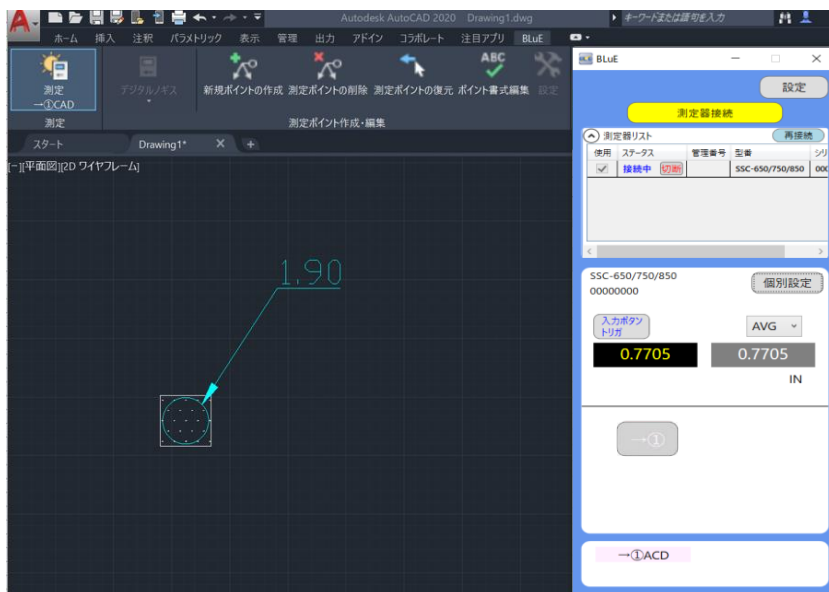 Autodesk AutoCAD 2020 Drawing1.dwg
キーワードまたは語句を入力
ホーム 挿入 注釈 パラメトリック 表示 管理 出力 アドイン コラボレート 注目アプリ BLuE
測定
→①CAD
デジタルノギス
新規ポイントの作成 測定ポイントの削除 測定ポイントの復元 ポイント書式編集 設定
ABC
測定
測定ポイント作成・編集
スタート Drawing1*
[−][平面図][2D ワイヤフレーム]
1.90
BLuE
設定
測定器接続
測定器リスト 再接続
使用 ステータス 管理番号 型番 シリ
接続中 切断 SSC-650/750/850 000
SSC-650/750/850
00000000
個別設定
入力ボタン
トリガ
AVG
0.7705 0.7705
IN
→①
→①ACD